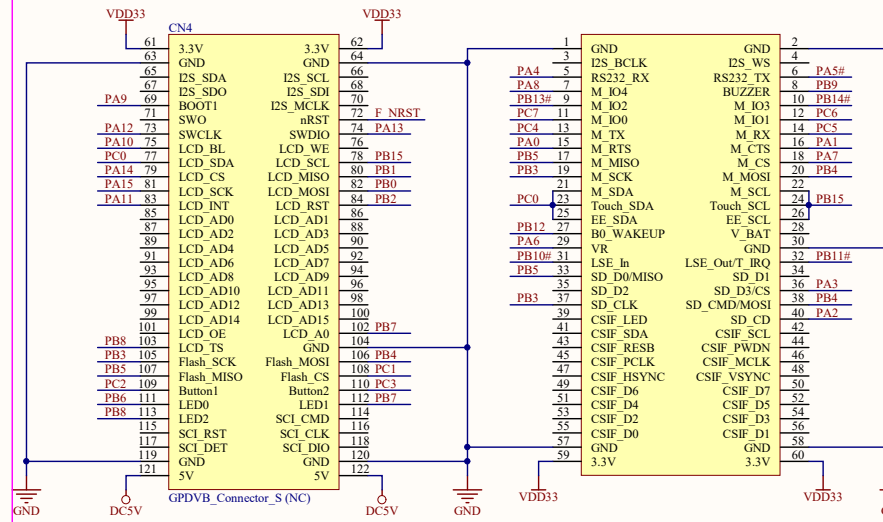 VDD33 VDD33
CN4
61 3.3V 3.3V 62 1 GND GND 2
63 GND GND 64 3 I2S_BCLK I2S_WS 4
65 I2S_SDA I2S_SCL 66 PA4 5 RS232_RX RS232_TX 6 PA5#
67 I2S_SDO I2S_SDI 68 PA8 7 M_IO4 BUZZER 8 PB9
PA9 69 BOOT1 I2S_MCLK 70 PB13# 9 M_IO2 M_IO3 10 PB14#
71 SWO nRST 72 F_NRST PC7 11 M_IO0 M_IO1 12 PC6
PA12 73 SWCLK SWDIO 74 PA13 PC4 13 M_TX M_RX 14 PC5
PA10 75 LCD_BL LCD_WE 76 PA0 15 M_RTS M_CTS 16 PA1
PC0 77 LCD_SDA LCD_SCL 78 PB15 PB5 17 M_MISO M_CS 18 PA7
PA14 79 LCD_CS LCD_MISO 80 PB1 PB3 19 M_SCK M_MOSI 20 PB4
PA15 81 LCD_SCK LCD_MOSI 82 PB0 21 M_SDA M_SCL 22
PA11 83 LCD_INT LCD_RST 84 PB2 PC0 23 Touch_SDA Touch_SCL 24 PB15
85 LCD_AD0 LCD_AD1 86 25 EE_SDA EE_SCL 26
87 LCD_AD2 LCD_AD3 88 PB12 27 B0_WAKEUP V_BAT 28
89 LCD_AD4 LCD_AD5 90 PA6 29 VR GND 30
91 LCD_AD6 LCD_AD7 92 PB10# 31 LSE_In LSE_Out/T_IRQ 32 PB11#
93 LCD_AD8 LCD_AD9 94 PB5 33 SD_D0/MISO SD_D1 34
95 LCD_AD10 LCD_AD11 96 35 SD_D2 SD_D3/CS 36 PA3
97 LCD_AD12 LCD_AD13 98 PB3 37 SD_CLK SD_CMD/MOSI 38 PB4
99 LCD_AD14 LCD_AD15 100 39 CSIF_LED SD_CD 40 PA2
101 LCD_OE LCD_A0 102 PB7 41 CSIF_SDA CSIF_SCL 42
PB8 103 LCD_TS GND 104 43 CSIF_RESB CSIF_PWDN 44
PB3 105 Flash_SCK Flash_MOSI 106 PB4 45 CSIF_PCLK CSIF_MCLK 46
PB5 107 Flash_MISO Flash_CS 108 PC1 47 CSIF_HSYNC CSIF_VSYNC 48
PC2 109 Button1 Button2 110 PC3 49 CSIF_D6 CSIF_D7 50
PB6 111 LED0 LED1 112 PB7 51 CSIF_D4 CSIF_D5 52
PB8 113 LED2 SCI_CMD 114 53 CSIF_D2 CSIF_D3 54
115 SCI_RST SCI_CLK 116 55 CSIF_D0 CSIF_D1 56
117 SCI_DET SCI_DIO 118 57 GND GND 58
119 GND GND 120 59 3.3V 3.3V 60
121 5V 5V 122
GPDVB_Connector_S (NC)
VDD33 VDD33
GND DC5V DC5V GND